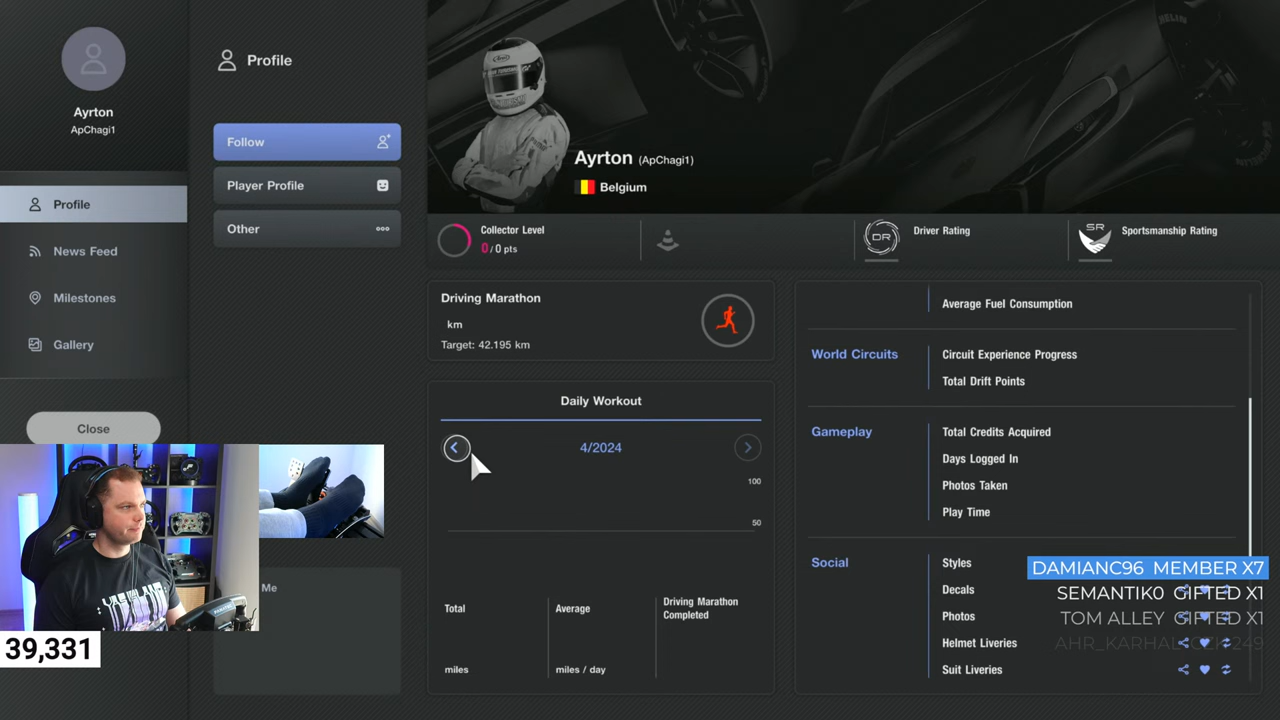 Ayrton
ApChagi1
Profile
News Feed
Milestones
Gallery
Close
Profile
Follow
Player Profile
Other
Me
39,331
Ayrton (ApChagi1)
Belgium
Collector Level
0 / 0 pts
DR
Driver Rating
SR
Sportsmanship Rating
Driving Marathon
km
Target: 42.195 km
Daily Workout
4/2024
100
50
Total
miles
Average
miles / day
Driving Marathon
Completed
Average Fuel Consumption
World Circuits
Circuit Experience Progress
Total Drift Points
Gameplay
Total Credits Acquired
Days Logged In
Photos Taken
Play Time
Social
Styles
Decals
Photos
Helmet Liveries
Suit Liveries
DAMIANC96 MEMBER X7
SEMANTIK0 GIFTED X1
TOM ALLEY GIFTED X1